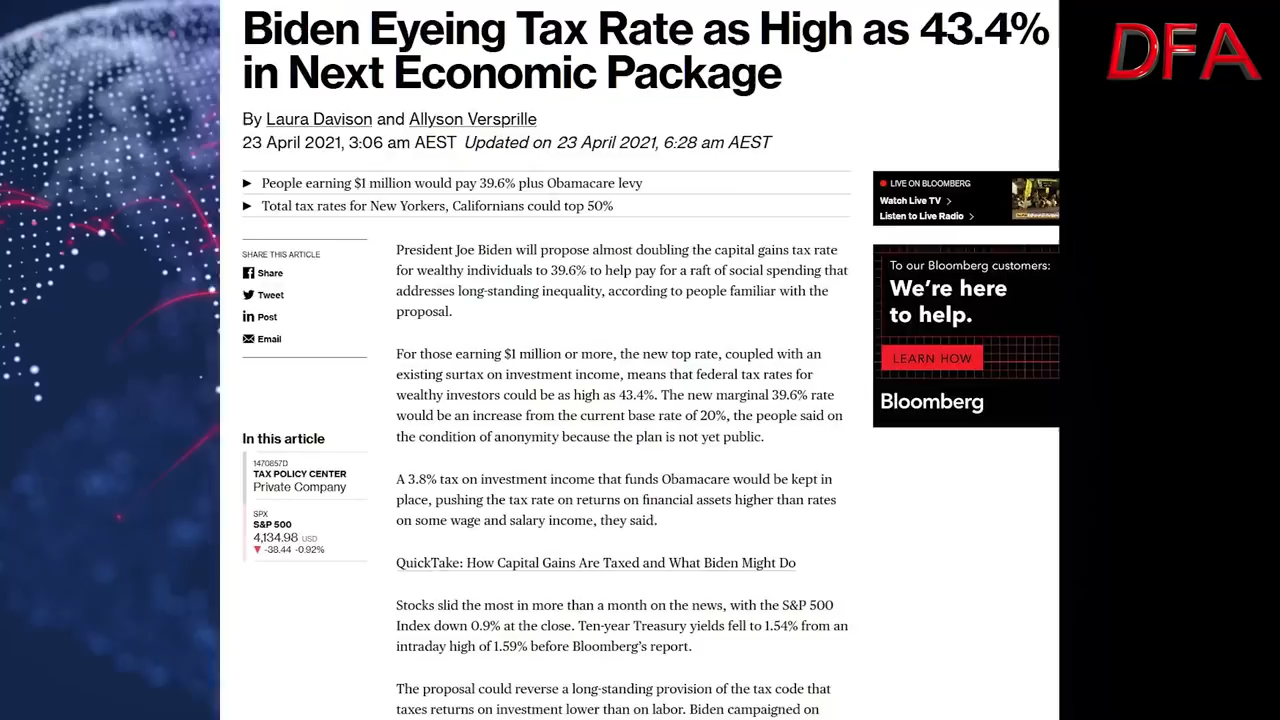 Biden Eyeing Tax Rate as High as 43.4%
in Next Economic Package
By Laura Davison and Allyson Versprille
23 April 2021, 3:06 am AEST Updated on 23 April 2021, 6:28 am AEST
People earning $1 million would pay 39.6% plus Obamacare levy
Total tax rates for New Yorkers, Californians could top 50%
SHARE THIS ARTICLE
Share
Tweet
Post
Email
In this article
1470857D
TAX POLICY CENTER
Private Company
SPX
S&P 500
4,134.98 USD
▼ -38.44 -0.92%
President Joe Biden will propose almost doubling the capital gains tax rate
for wealthy individuals to 39.6% to help pay for a raft of social spending that
addresses long-standing inequality, according to people familiar with the
proposal.
For those earning $1 million or more, the new top rate, coupled with an
existing surtax on investment income, means that federal tax rates for
wealthy investors could be as high as 43.4%. The new marginal 39.6% rate
would be an increase from the current base rate of 20%, the people said on
the condition of anonymity because the plan is not yet public.
A 3.8% tax on investment income that funds Obamacare would be kept in
place, pushing the tax rate on returns on financial assets higher than rates
on some wage and salary income, they said.
QuickTake: How Capital Gains Are Taxed and What Biden Might Do
Stocks slid the most in more than a month on the news, with the S&P 500
Index down 0.9% at the close. Ten-year Treasury yields fell to 1.54% from an
intraday high of 1.59% before Bloomberg's report.
The proposal could reverse a long-standing provision of the tax code that
taxes returns on investment lower than on labor. Biden campaigned on
LIVE ON BLOOMBERG
Watch Live TV
Listen to Live Radio
To our Bloomberg customers:
We're here
to help.
LEARN HOW
Bloomberg
DFA